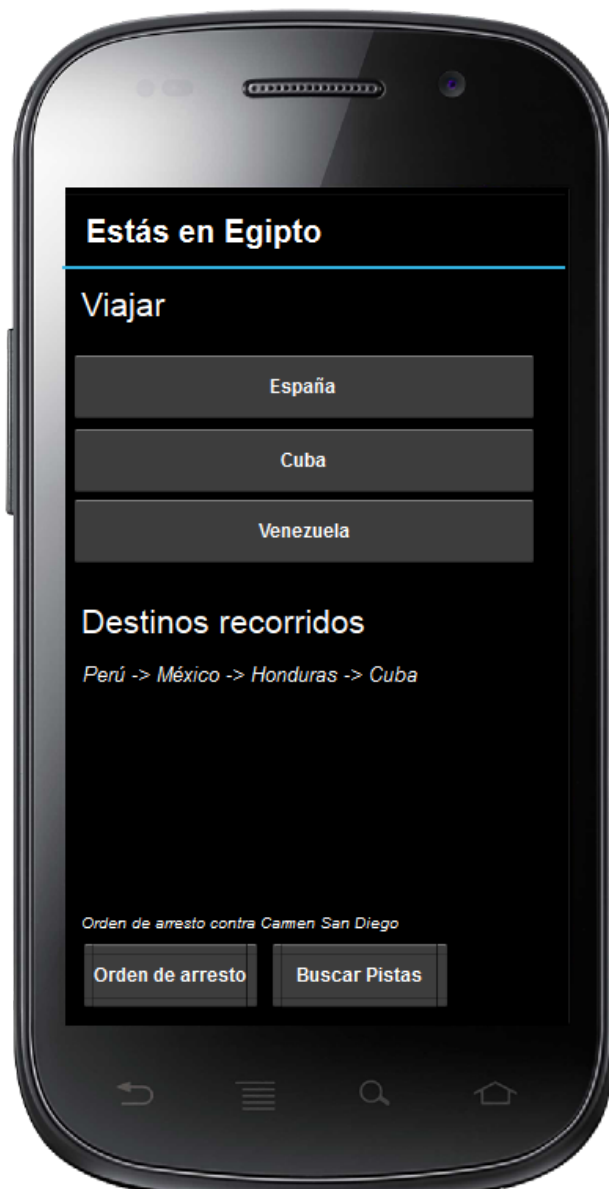 Estás en Egipto
Viajar
España
Cuba
Venezuela
Destinos recorridos
Perú -> México -> Honduras -> Cuba
Orden de arresto contra Carmen San Diego
Orden de arresto Buscar Pistas